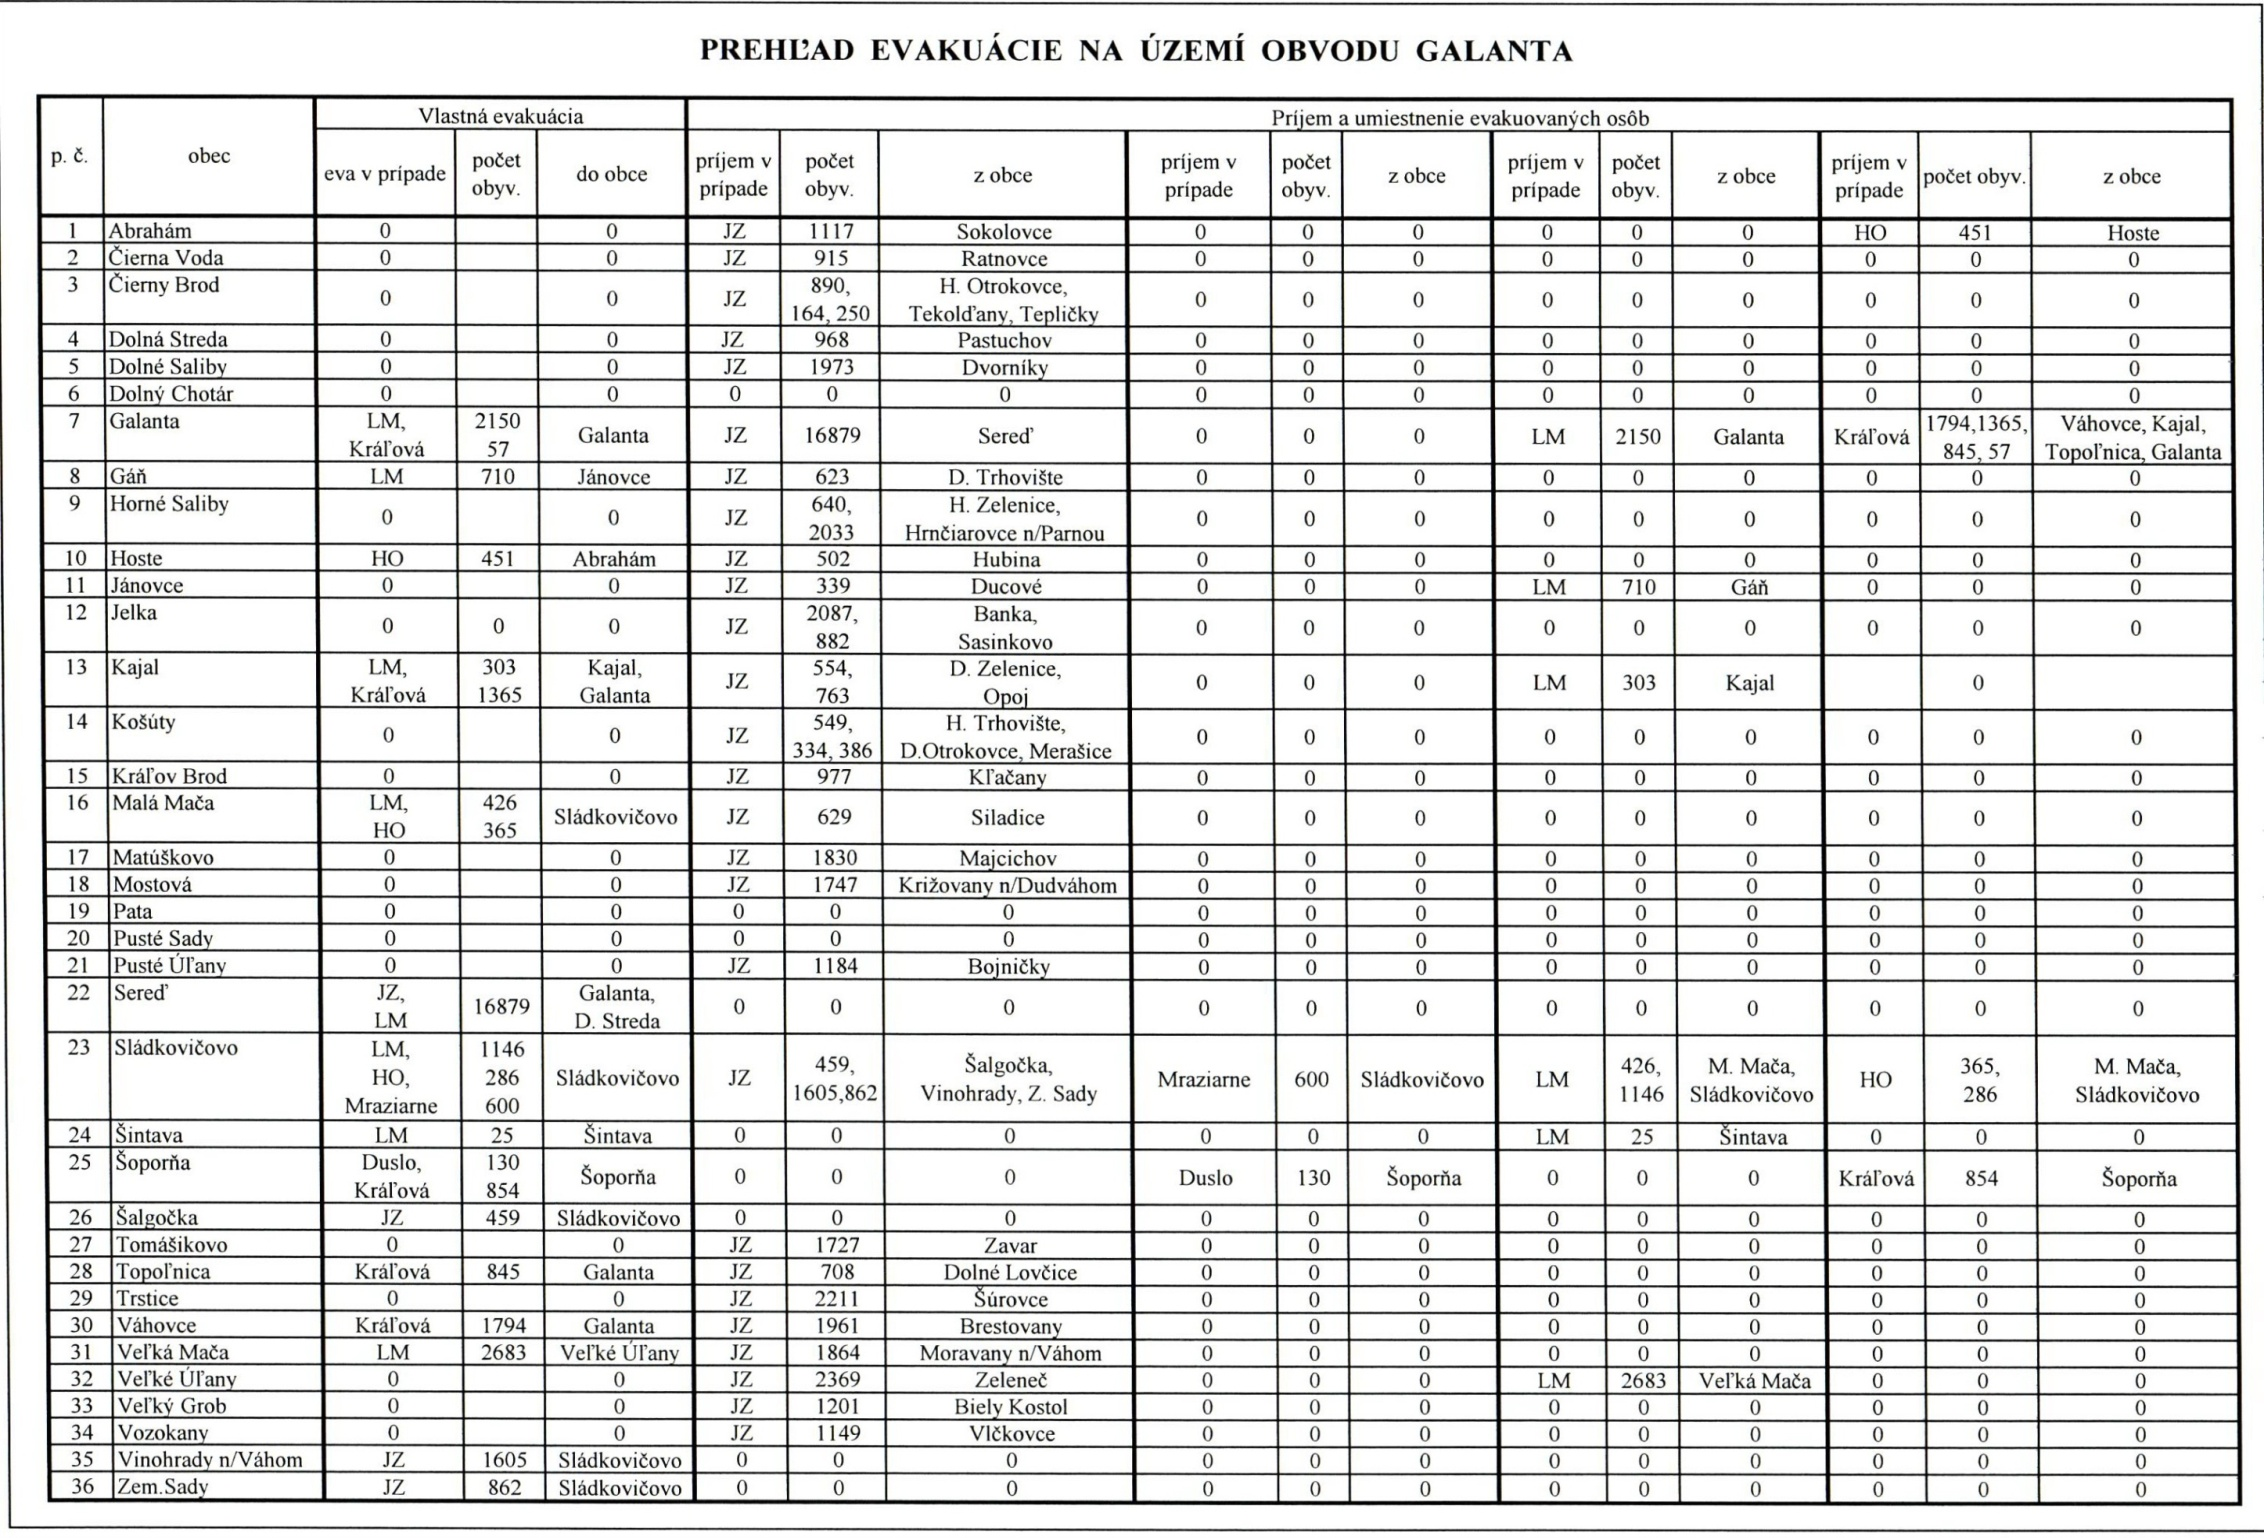 PREHĽAD EVAKUÁCIE NA ÚZEMÍ OBVODU GALANTA
p. č. obec Vlastná evakuácia Príjem a umiestnenie evakuovaných osôb
eva v prípade počet obyv. do obce príjem v prípade počet obyv. z obce príjem v prípade počet obyv. z obce príjem v prípade počet obyv. z obce príjem v prípade počet obyv. z obce
1 Abrahám 0 0 JZ 1117 Sokolovce 0 0 0 0 0 0 HO 451 Hoste
2 Čierna Voda 0 0 JZ 915 Ratnovce 0 0 0 0 0 0 0 0 0
3 Čierny Brod 0 0 JZ 890, 164, 250 H. Otrokovce, Tekolďany, Tepličky 0 0 0 0 0 0 0 0 0
4 Dolná Streda 0 0 JZ 968 Pastuchov 0 0 0 0 0 0 0 0 0
5 Dolné Saliby 0 0 JZ 1973 Dvorníky 0 0 0 0 0 0 0 0 0
6 Dolný Chotár 0 0 0 0 0 0 0 0 0 0 0 0 0 0
7 Galanta LM, Kráľová 2150 57 Galanta JZ 16879 Sereď 0 0 0 LM 2150 Galanta Kráľová 1794,1365, 845, 57 Váhovce, Kajal, Topoľnica, Galanta
8 Gáň LM 710 Jánovce JZ 623 D. Trhovište 0 0 0 0 0 0 0 0 0
9 Horné Saliby 0 0 JZ 640, 2033 H. Zelenice, Hrnčiarovce n/Parnou 0 0 0 0 0 0 0 0 0
10 Hoste HO 451 Abrahám JZ 502 Hubina 0 0 0 0 0 0 0 0 0
11 Jánovce 0 0 JZ 339 Ducové 0 0 0 LM 710 Gáň 0 0 0
12 Jelka 0 0 0 JZ 2087, 882 Banka, Sasinkovo 0 0 0 0 0 0 0 0 0
13 Kajal LM, Kráľová 303 1365 Kajal, Galanta JZ 554, 763 D. Zelenice, Opoj 0 0 0 LM 303 Kajal 0
14 Košúty 0 0 JZ 549, 334, 386 H. Trhovište, D.Otrokovce, Merašice 0 0 0 0 0 0 0 0 0
15 Kráľov Brod 0 0 JZ 977 Kľačany 0 0 0 0 0 0 0 0 0
16 Malá Mača LM, HO 426 365 Sládkovičovo JZ 629 Siladice 0 0 0 0 0 0 0 0 0
17 Matúškovo 0 0 JZ 1830 Majcichov 0 0 0 0 0 0 0 0 0
18 Mostová 0 0 JZ 1747 Križovany n/Dudváhom 0 0 0 0 0 0 0 0 0
19 Pata 0 0 0 0 0 0 0 0 0 0 0 0 0 0
20 Pusté Sady 0 0 0 0 0 0 0 0 0 0 0 0 0 0
21 Pusté Úľany 0 0 JZ 1184 Bojničky 0 0 0 0 0 0 0 0 0
22 Sereď JZ, LM 16879 Galanta, D. Streda 0 0 0 0 0 0 0 0 0 0 0 0
23 Sládkovičovo LM, HO, Mraziarne 1146 286 600 Sládkovičovo JZ 459, 1605,862 Šalgočka, Vinohrady, Z. Sady Mraziarne 600 Sládkovičovo LM 426, 1146 M. Mača, Sládkovičovo HO 365, 286 M. Mača, Sládkovičovo
24 Šintava LM 25 Šintava 0 0 0 0 0 0 LM 25 Šintava 0 0 0
25 Šoporňa Duslo, Kráľová 130 854 Šoporňa 0 0 0 Duslo 130 Šoporňa 0 0 0 Kráľová 854 Šoporňa
26 Šalgočka JZ 459 Sládkovičovo 0 0 0 0 0 0 0 0 0 0 0 0
27 Tomášikovo 0 0 JZ 1727 Zavar 0 0 0 0 0 0 0 0 0
28 Topoľnica Kráľová 845 Galanta JZ 708 Dolné Lovčice 0 0 0 0 0 0 0 0 0
29 Trstice 0 0 JZ 2211 Šúrovce 0 0 0 0 0 0 0 0 0
30 Váhovce Kráľová 1794 Galanta JZ 1961 Brestovany 0 0 0 0 0 0 0 0 0
31 Veľká Mača LM 2683 Veľké Úľany JZ 1864 Moravany n/Váhom 0 0 0 0 0 0 0 0 0
32 Veľké Úľany 0 0 JZ 2369 Zeleneč 0 0 0 LM 2683 Veľká Mača 0 0 0
33 Veľký Grob 0 0 JZ 1201 Biely Kostol 0 0 0 0 0 0 0 0 0
34 Vozokany 0 0 JZ 1149 Vlčkovce 0 0 0 0 0 0 0 0 0
35 Vinohrady n/Váhom JZ 1605 Sládkovičovo 0 0 0 0 0 0 0 0 0 0 0 0
36 Zem.Sady JZ 862 Sládkovičovo 0 0 0 0 0 0 0 0 0 0 0 0